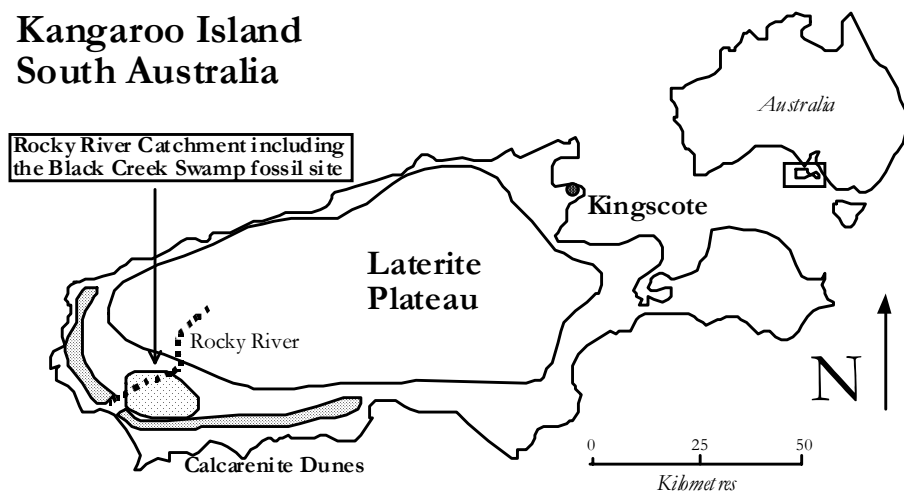 Kangaroo Island
South Australia
Australia
Rocky River Catchment including
the Black Creek Swamp fossil site
Kingscote
Laterite
Plateau
Rocky River
N
Calcarenite Dunes
0 25 50
Kilometres